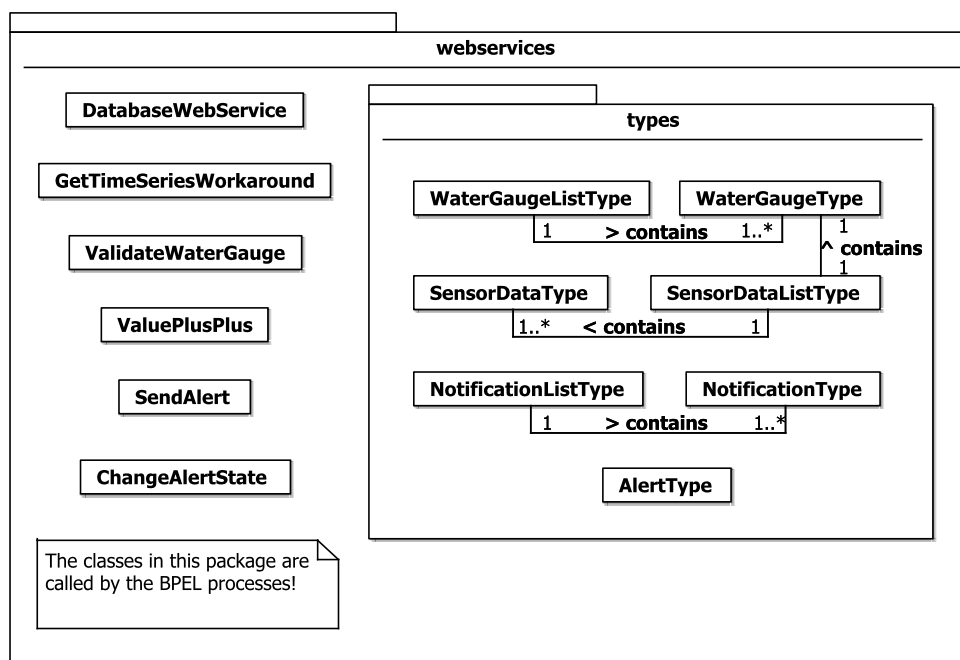 webservices
DatabaseWebService
GetTimeSeriesWorkaround
ValidateWaterGauge
ValuePlusPlus
SendAlert
ChangeAlertState
The classes in this package are
called by the BPEL processes!
types
WaterGaugeListType WaterGaugeType
1 > contains 1..*
1
^ contains
1
SensorDataType SensorDataListType
1..* < contains 1
NotificationListType NotificationType
1 > contains 1..*
AlertType